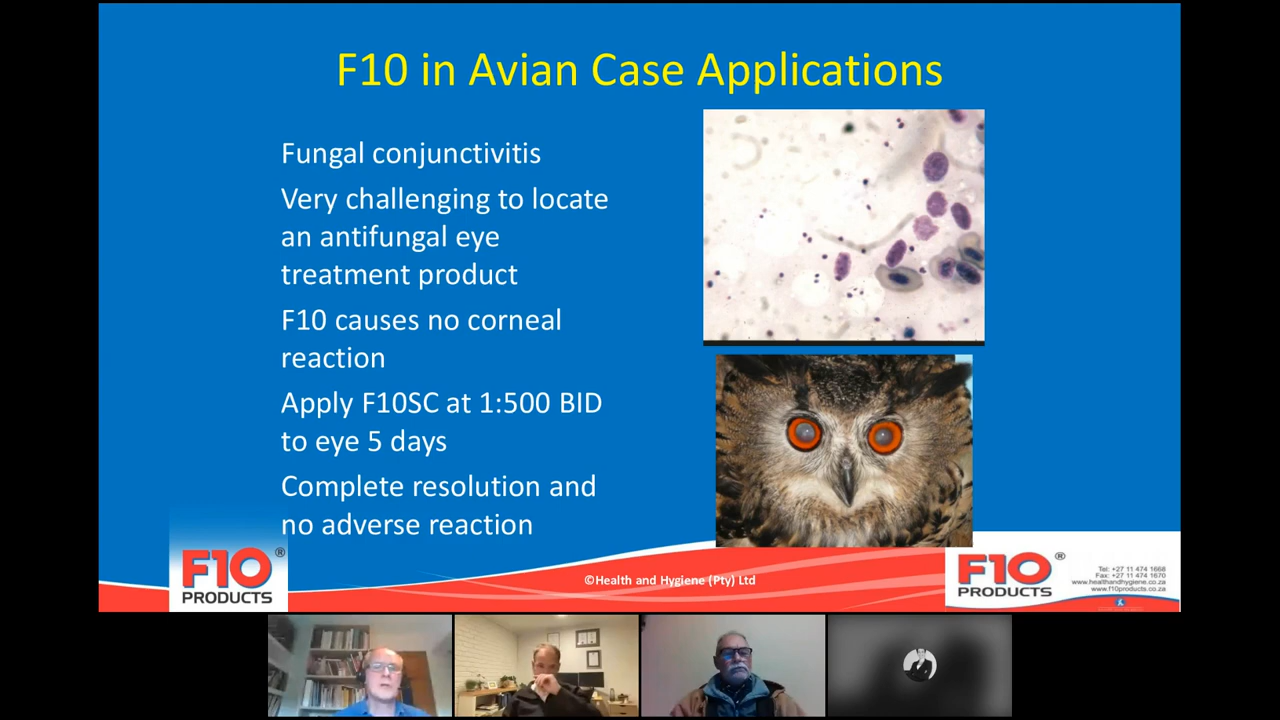 F10 in Avian Case Applications
Fungal conjunctivitis
Very challenging to locate
an antifungal eye
treatment product
F10 causes no corneal
reaction
Apply F10SC at 1:500 BID
to eye 5 days
Complete resolution and
no adverse reaction
F10®
PRODUCTS
©Health and Hygiene (Pty) Ltd
F10®
PRODUCTS
Tel: +27 11 474 1668
Fax: +27 11 474 1670
www.healthandhygiene.co.za
www.f10products.co.za